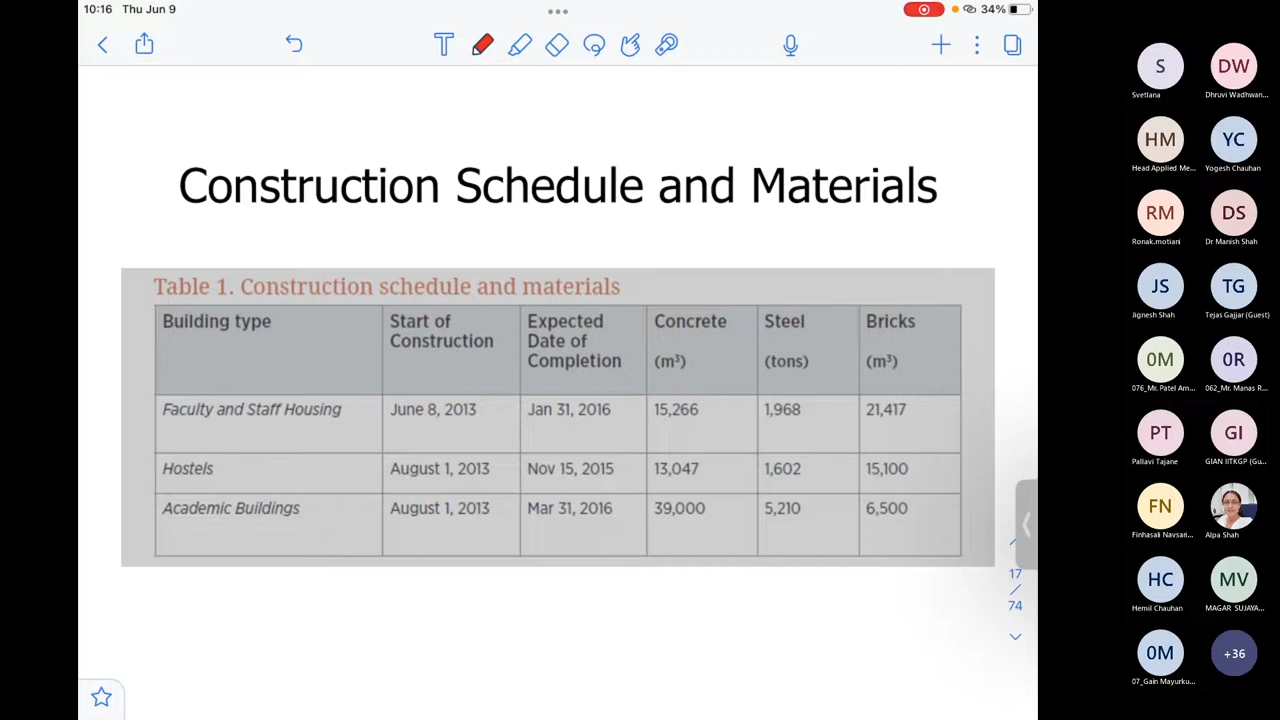 10:16 Thu Jun 9
34%
T
Construction Schedule and Materials
Table 1. Construction schedule and materials
Building type Start of Construction Expected Date of Completion Concrete (m³) Steel (tons) Bricks (m³)
Faculty and Staff Housing June 8, 2013 Jan 31, 2016 15,266 1,968 21,417
Hostels August 1, 2013 Nov 15, 2015 13,047 1,602 15,100
Academic Buildings August 1, 2013 Mar 31, 2016 39,000 5,210 6,500
17
74
S DW
Svetlana Dhruvi Wadhwan...
HM YC
Head Applied Me... Yogesh Chauhan
RM DS
Ronak.motiani Dr Manish Shah
JS TG
Jignesh Shah Tejas Gajjar (Guest)
0M 0R
076_Mr. Patel Am... 062_Mr. Manas R...
PT GI
Pallavi Tajane GIAN IITKGP (Gu...
FN
Finhasali Navsari... Alpa Shah
HC MV
Hemil Chauhan MAGAR SUJAYA...
0M +36
07_Gain Mayurku...